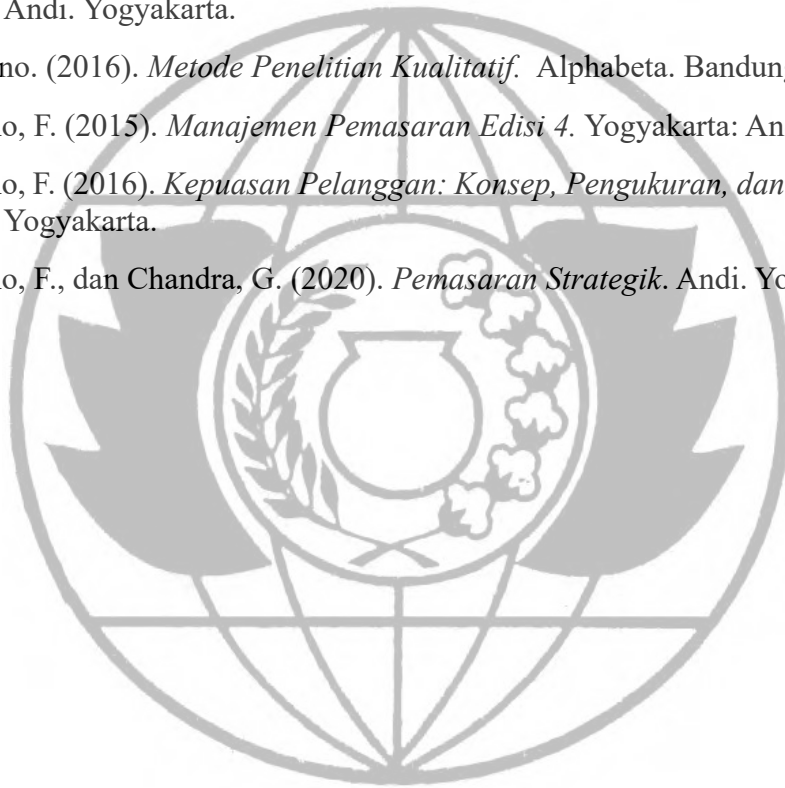 Andi. Yogyakarta.
no. (2016). Metode Penelitian Kualitatif. Alphabeta. Bandung
o, F. (2015). Manajemen Pemasaran Edisi 4. Yogyakarta: An
o, F. (2016). Kepuasan Pelanggan: Konsep, Pengukuran, dan
Yogyakarta.
o, F., dan Chandra, G. (2020). Pemasaran Strategik. Andi. Yo